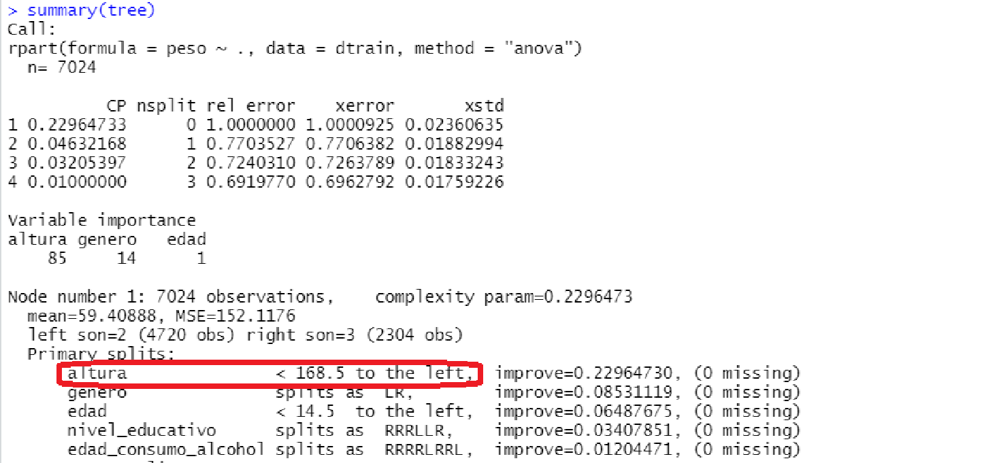 > summary(tree)
Call:
rpart(formula = peso ~ ., data = dtrain, method = "anova")
  n= 7024

          CP nsplit rel error    xerror       xstd
1 0.22964733      0 1.0000000 1.0000925 0.02360635
2 0.04632168      1 0.7703527 0.7706382 0.01882994
3 0.03205397      2 0.7240310 0.7263789 0.01833243
4 0.01000000      3 0.6919770 0.6962792 0.01759226

Variable importance
altura genero   edad
    85     14      1

Node number 1: 7024 observations,    complexity param=0.2296473
  mean=59.40888, MSE=152.1176
  left son=2 (4720 obs) right son=3 (2304 obs)
  Primary splits:
      altura               < 168.5 to the left,  improve=0.22964730, (0 missing)
      genero               splits as  LR,        improve=0.08531119, (0 missing)
      edad                 < 14.5  to the left,  improve=0.06487675, (0 missing)
      nivel_educativo      splits as  RRRLLR,    improve=0.03407851, (0 missing)
      edad_consumo_alcohol splits as  RRRRLRRL,  improve=0.01204471, (0 missing)